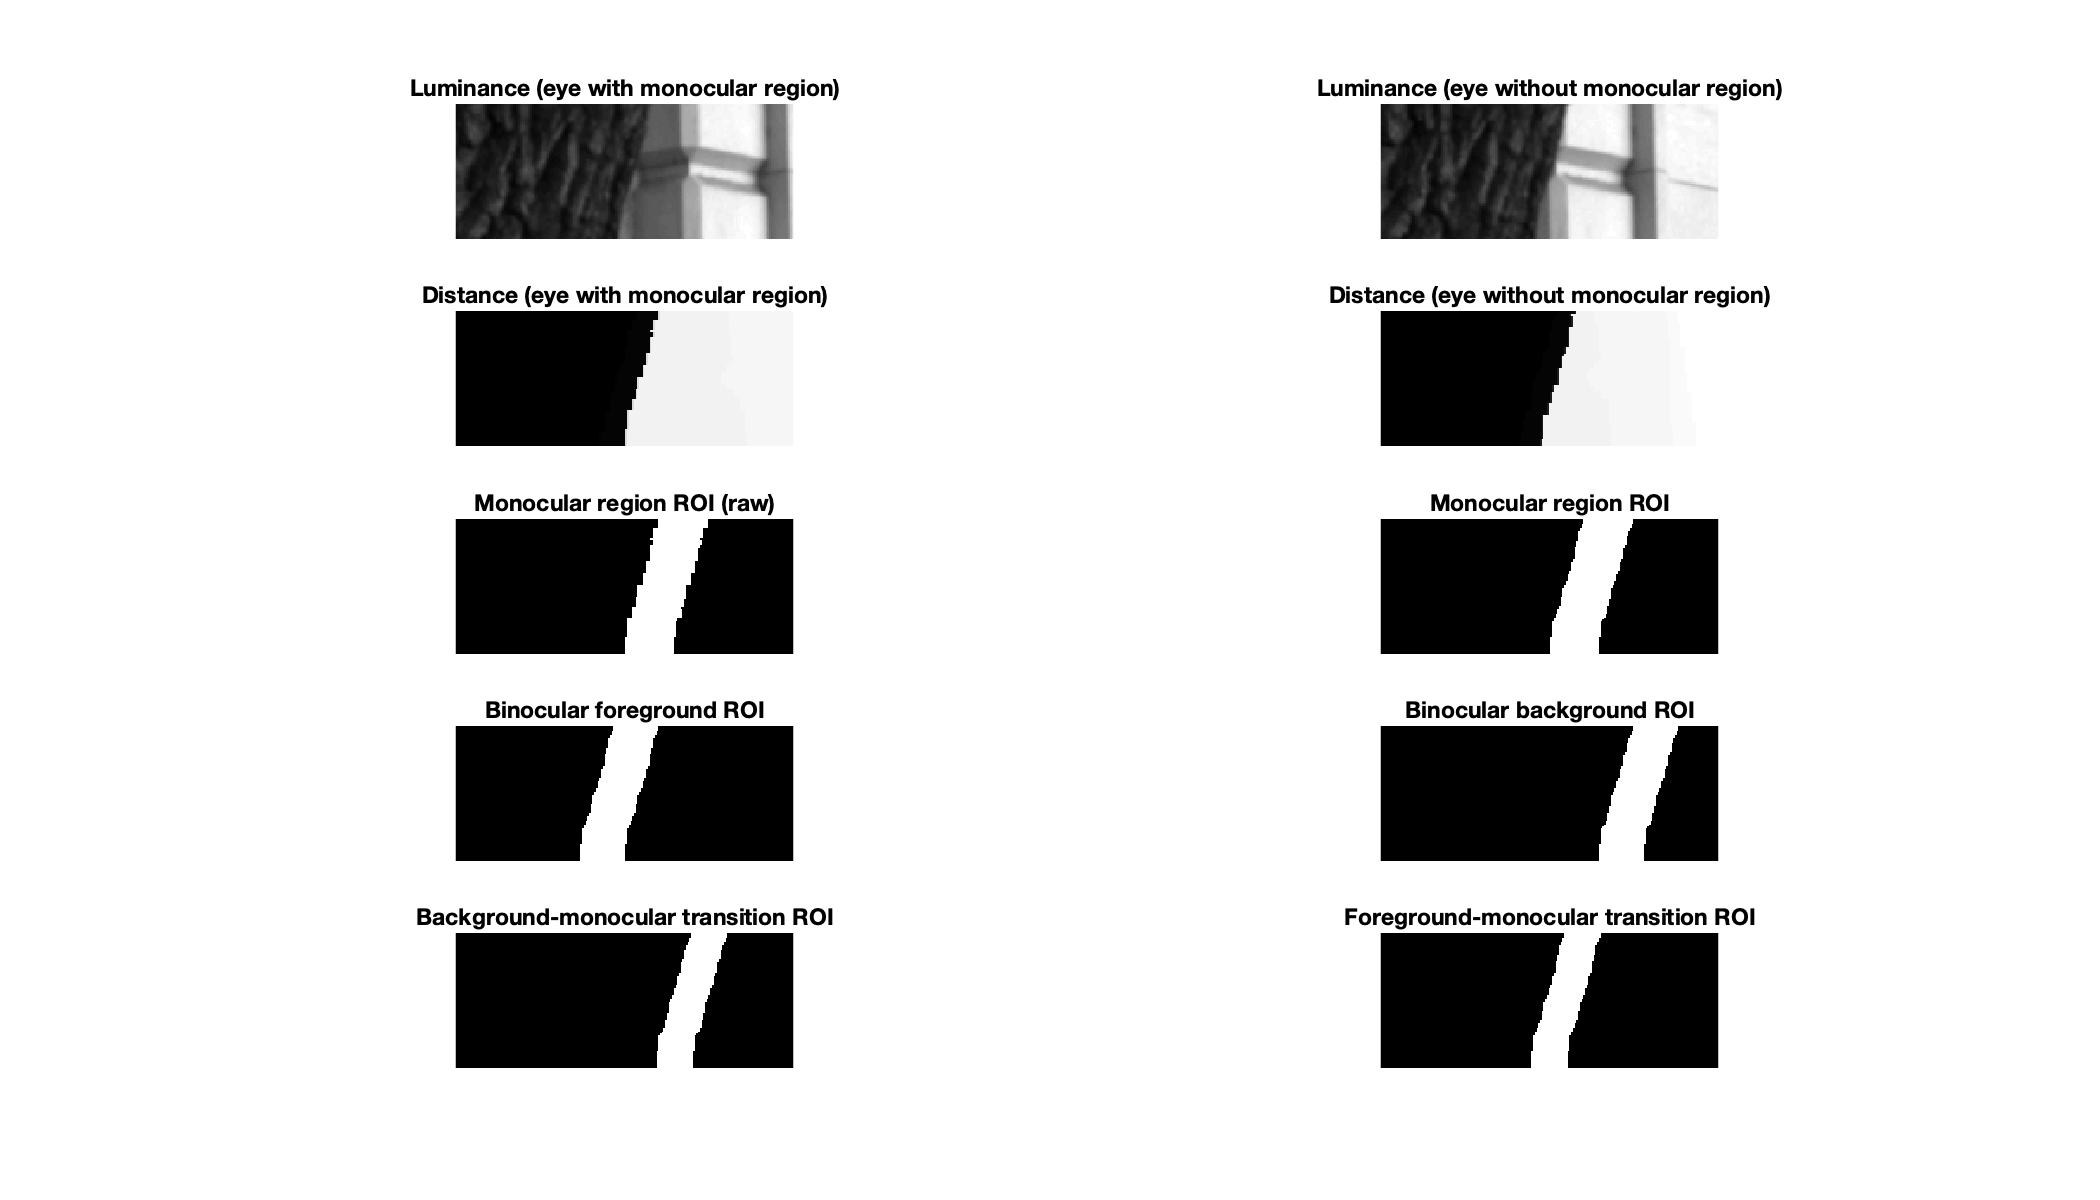 Luminance (eye with monocular region)
Luminance (eye without monocular region)
Distance (eye with monocular region)
Distance (eye without monocular region)
Monocular region ROI (raw)
Monocular region ROI
Binocular foreground ROI
Binocular background ROI
Background-monocular transition ROI
Foreground-monocular transition ROI